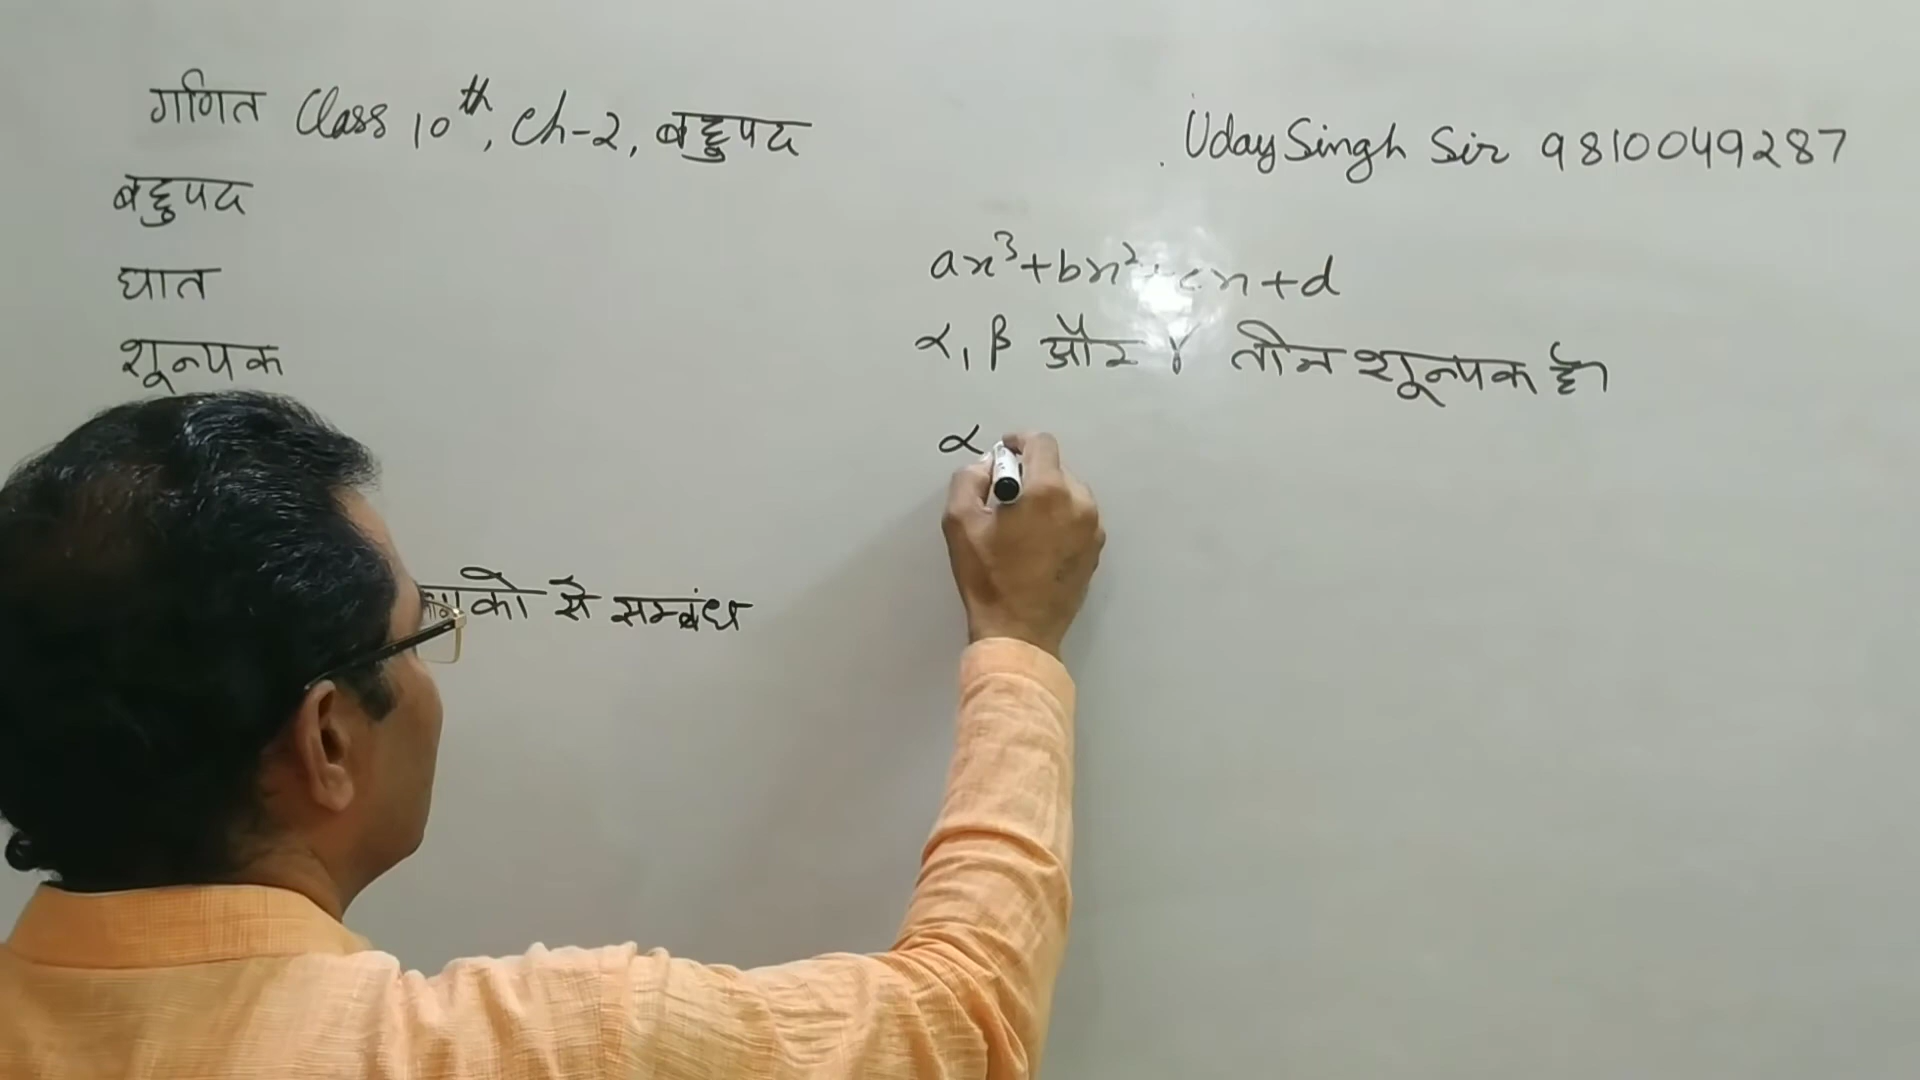 गणित Class 10th, Ch-2, बहुपद
Uday Singh Sir 9810049287
बहुपद
घात
शून्यक
को से सम्बंध
ax³+bx²+cx+d
α, β और γ तीन शून्यक है।
α